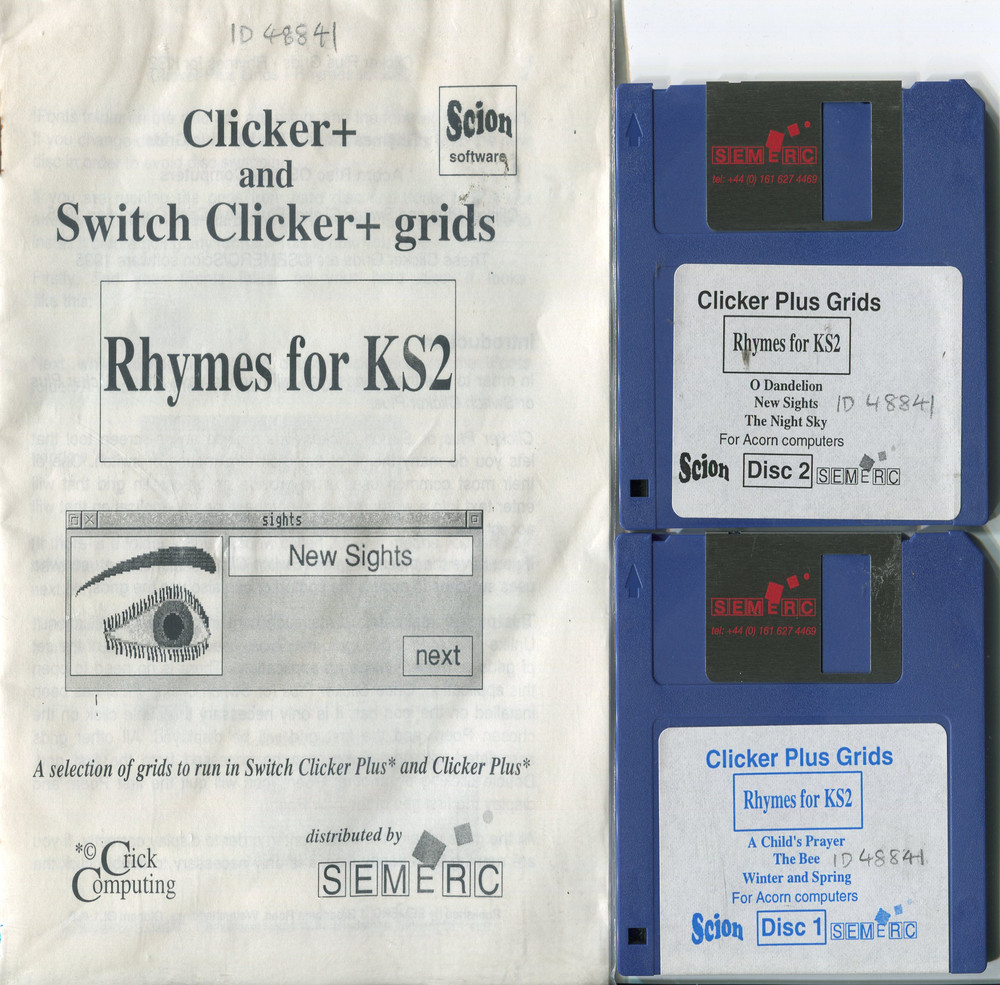 ID 48841
Clicker+
and
Switch Clicker+ grids
Scion
software
Rhymes for KS2
sights
New Sights
next
A selection of grids to run in Switch Clicker Plus* and Clicker Plus*
*© Crick
Computing
distributed by
SEMERC
SEMERC
tel: +44 (0) 161 627 4469
Clicker Plus Grids
Rhymes for KS2
O Dandelion
New Sights ID 48841
The Night Sky
For Acorn computers
Scion Disc 2 SEMERC
SEMERC
tel: +44 (0) 161 627 4469
Clicker Plus Grids
Rhymes for KS2
A Child's Prayer
The Bee ID 48841
Winter and Spring
For Acorn computers
Scion Disc 1 SEMERC